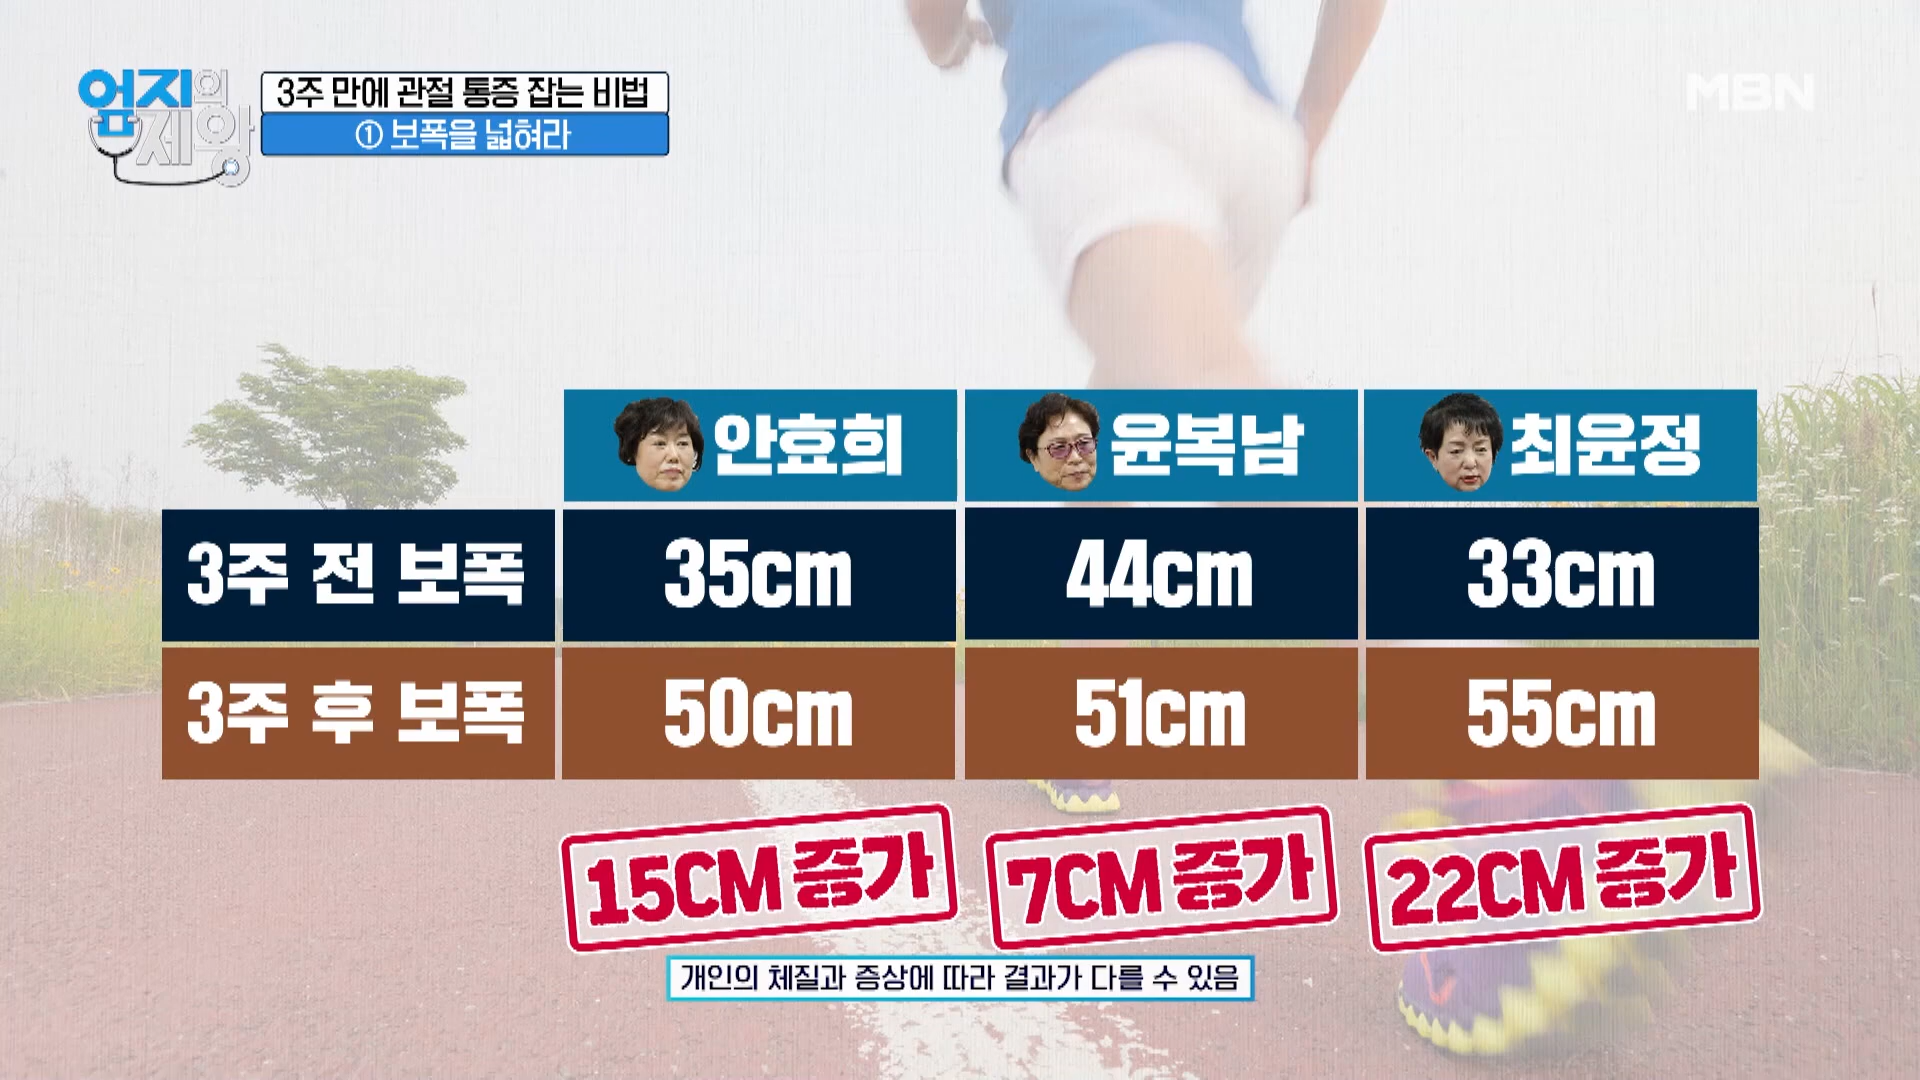 엄지의 제왕
3주 만에 관절 통증 잡는 비법
① 보폭을 넓혀라
MBN
안효희 윤복남 최윤정
3주 전 보폭 35cm 44cm 33cm
3주 후 보폭 50cm 51cm 55cm
15CM 증가 7CM 증가 22CM 증가
개인의 체질과 증상에 따라 결과가 다를 수 있음